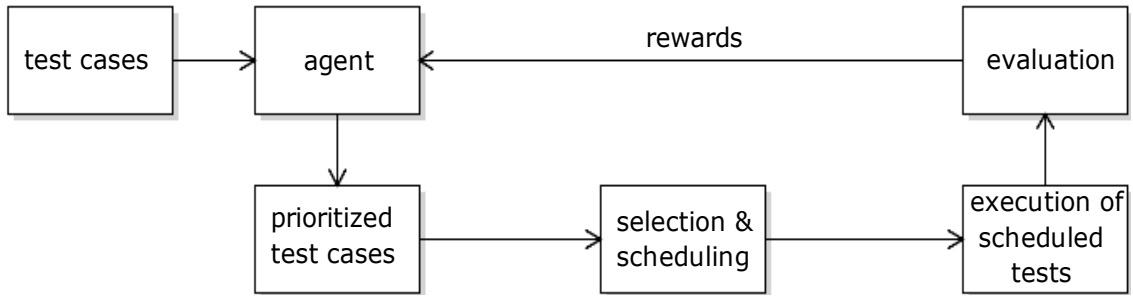 test cases
agent
rewards
evaluation
prioritized
test cases
selection &
scheduling
execution of
scheduled
tests